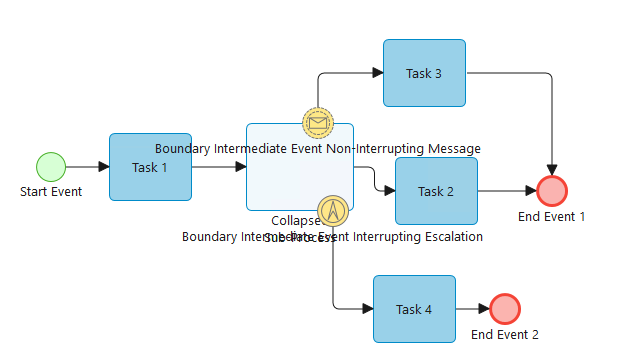 Task 3
Boundary Intermediate Event Non-Interrupting Message
Start Event
Task 1
Task 2
End Event 1
Collapsed
Sub-Process
Boundary Intermediate Event Interrupting Escalation
Task 4
End Event 2